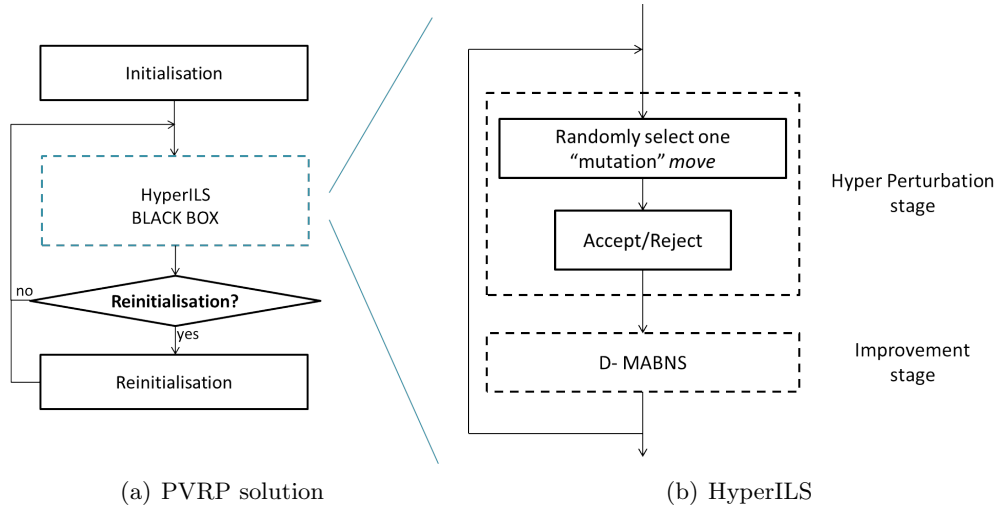 Initialisation
HyperILS
BLACK BOX
Reinitialisation?
no
yes
Reinitialisation
(a) PVRP solution
Randomly select one
“mutation” move
Accept/Reject
Hyper Perturbation
stage
D- MABNS
Improvement
stage
(b) HyperILS